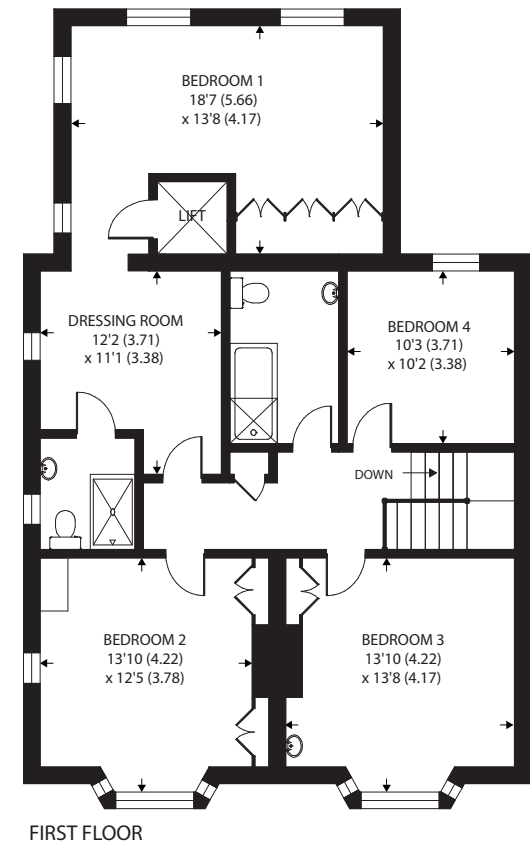 BEDROOM 1
18'7 (5.66)
x 13'8 (4.17)
LIFT
DRESSING ROOM
12'2 (3.71)
x 11'1 (3.38)
BEDROOM 4
10'3 (3.71)
x 10'2 (3.38)
DOWN
BEDROOM 2
13'10 (4.22)
x 12'5 (3.78)
BEDROOM 3
13'10 (4.22)
x 13'8 (4.17)
FIRST FLOOR